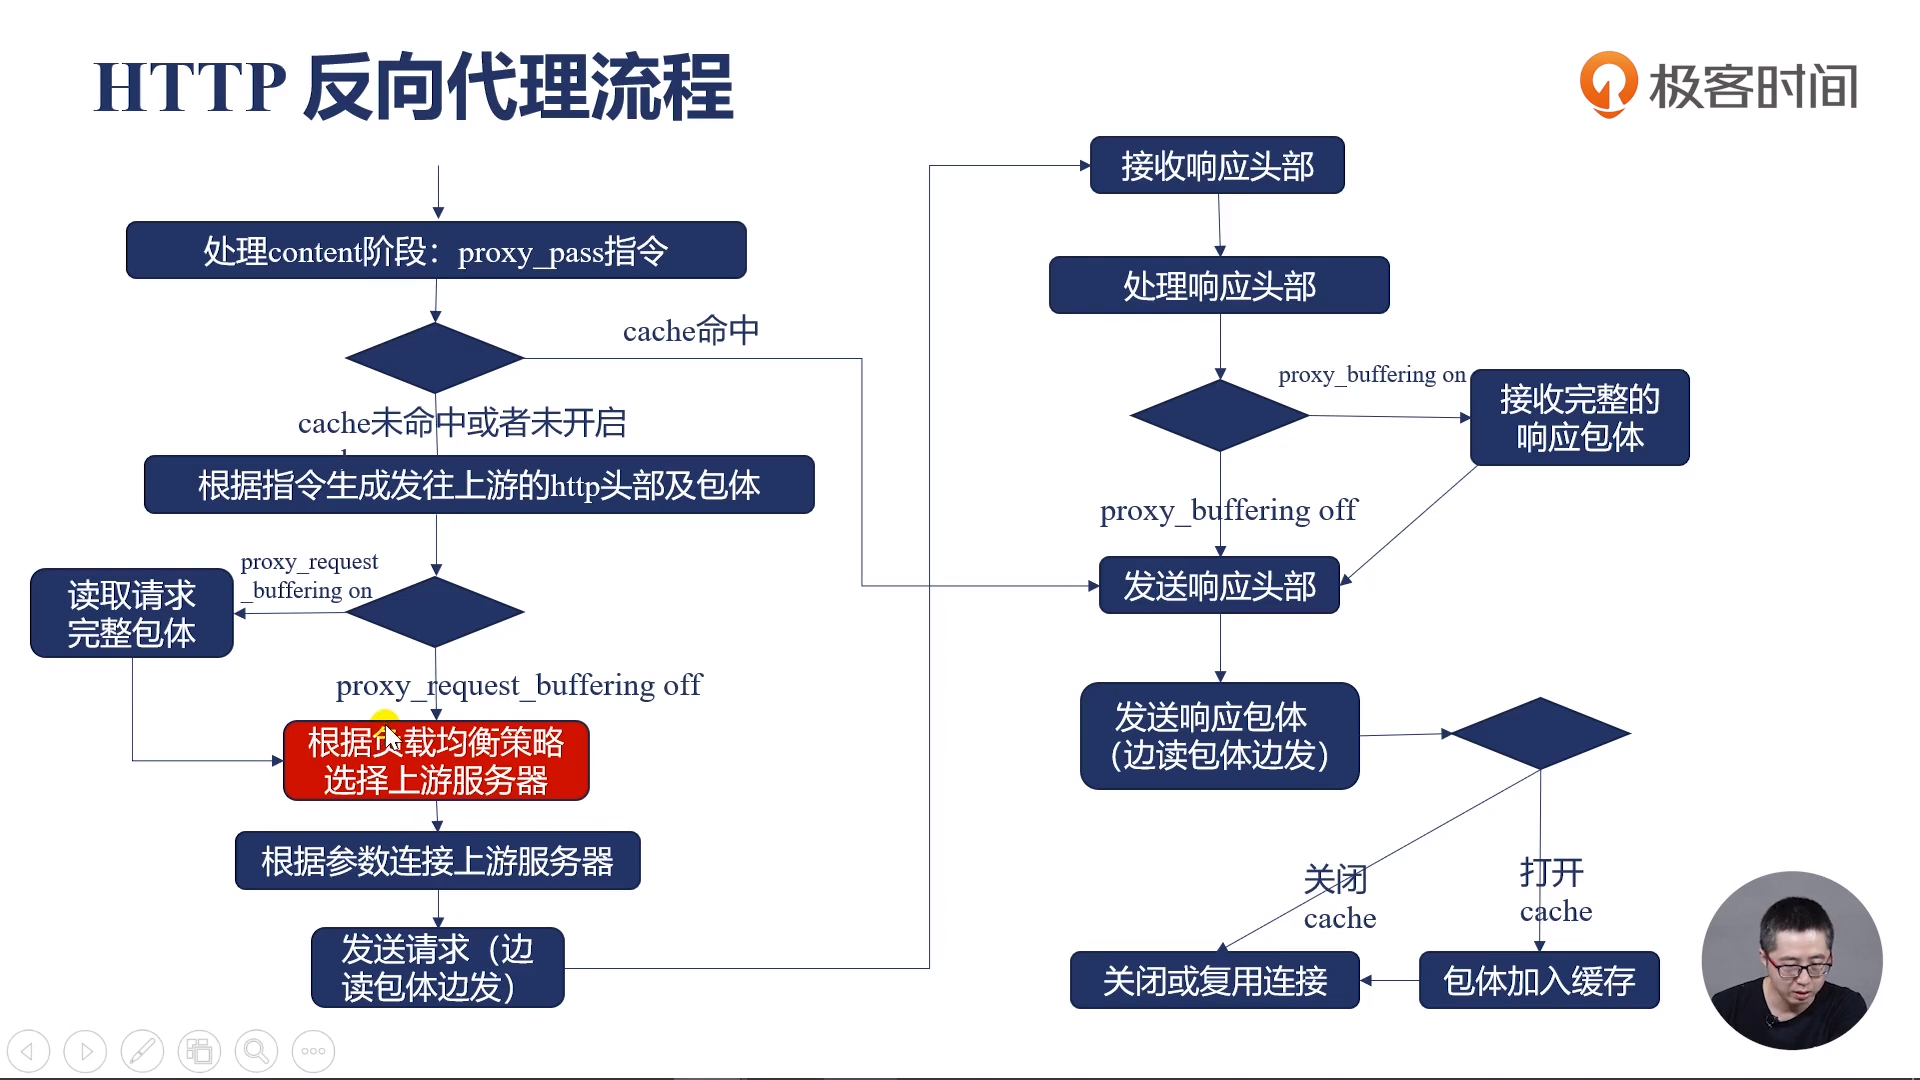 HTTP 反向代理流程
极客时间
处理content阶段：proxy_pass指令
cache命中
cache未命中或者未开启
根据指令生成发往上游的http头部及包体
proxy_request
_buffering on
读取请求
完整包体
proxy_request_buffering off
根据负载均衡策略
选择上游服务器
根据参数连接上游服务器
发送请求（边
读包体边发）
接收响应头部
处理响应头部
proxy_buffering on
接收完整的
响应包体
proxy_buffering off
发送响应头部
发送响应包体
（边读包体边发）
关闭
cache
打开
cache
关闭或复用连接
包体加入缓存